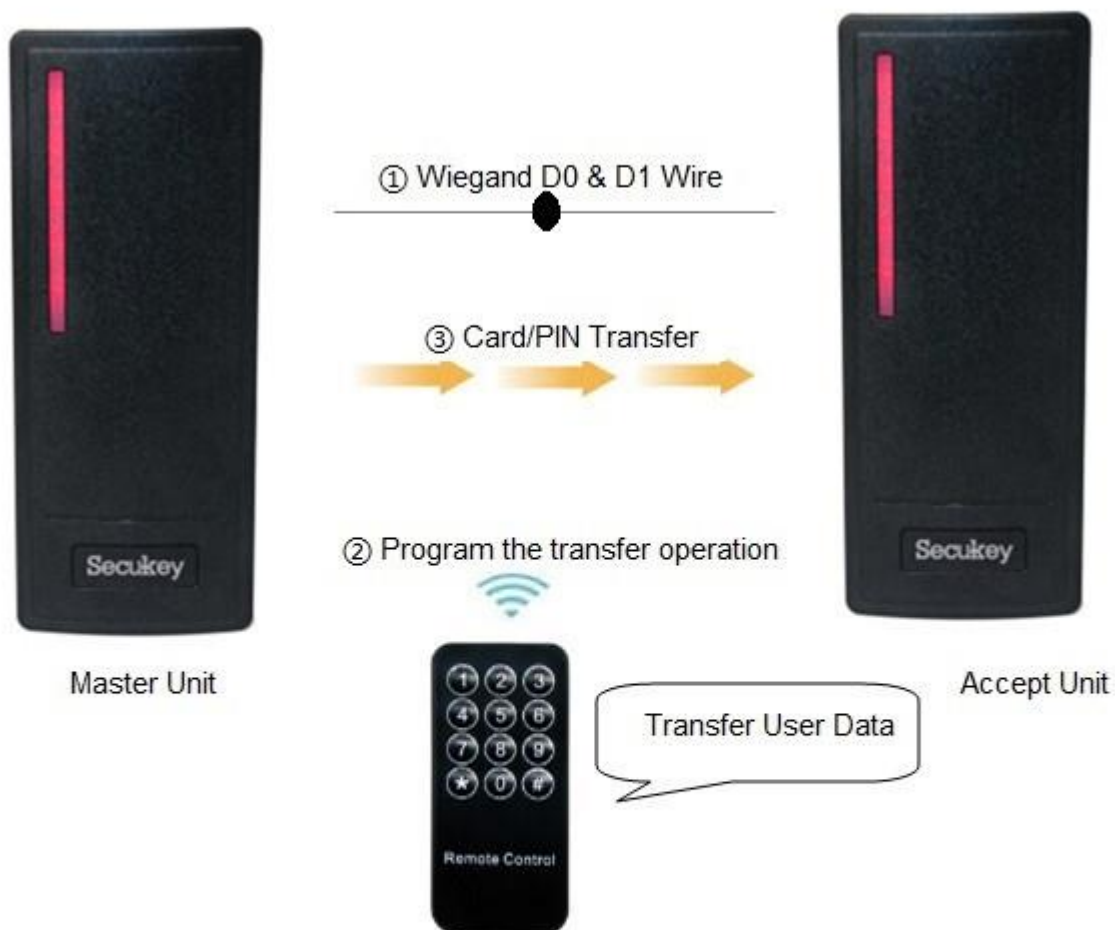 ① Wiegand D0 & D1 Wire
③ Card/PIN Transfer
② Program the transfer operation
Secukey
Secukey
Master Unit
Accept Unit
1 2 3
4 5 6
7 8 9
* 0 #
Transfer User Data
Remote Control